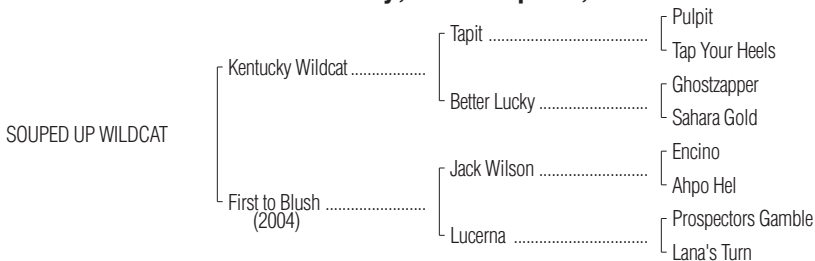 Pulpit
Tapit ......................................
Tap Your Heels
Kentucky Wildcat ..................
Ghostzapper
Better Lucky ..........................
Sahara Gold
SOUPED UP WILDCAT
Encino
Jack Wilson ...........................
Ahpo Hel
First to Blush ........................
(2004)
Prospectors Gamble
Lucerna ................................
Lana's Turn